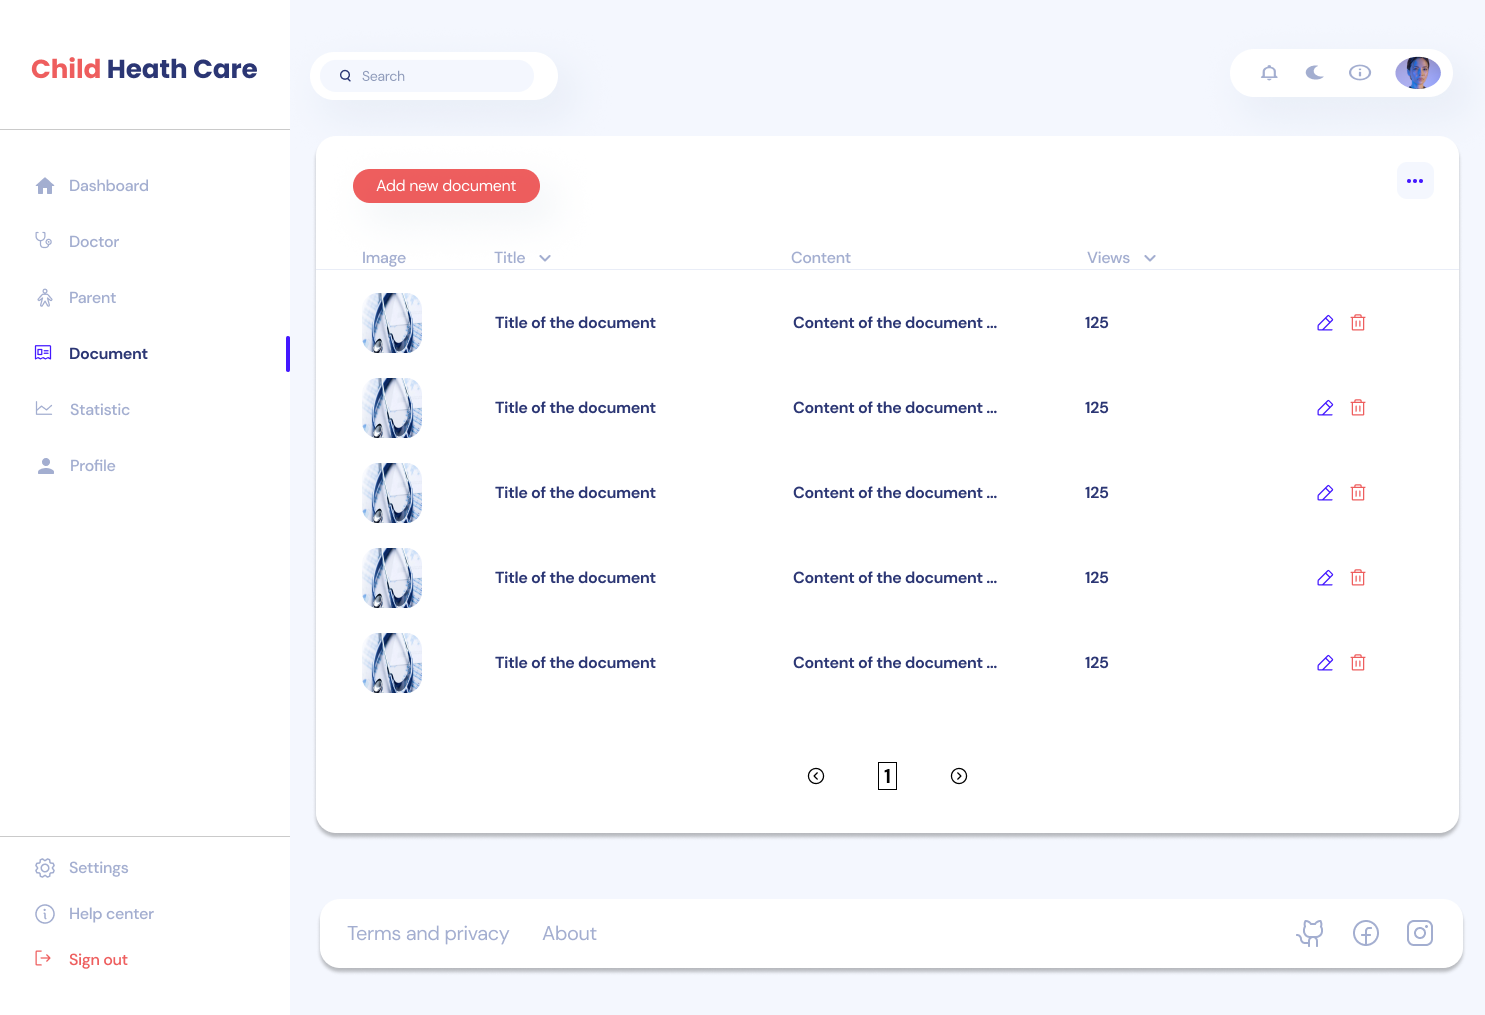 Child Heath Care
Search
Dashboard
Doctor
Parent
Document
Statistic
Profile
Settings
Help center
Sign out
Add new document
Image Title Content Views
Title of the document Content of the document ... 125
Title of the document Content of the document ... 125
Title of the document Content of the document ... 125
Title of the document Content of the document ... 125
Title of the document Content of the document ... 125
1
Terms and privacy About